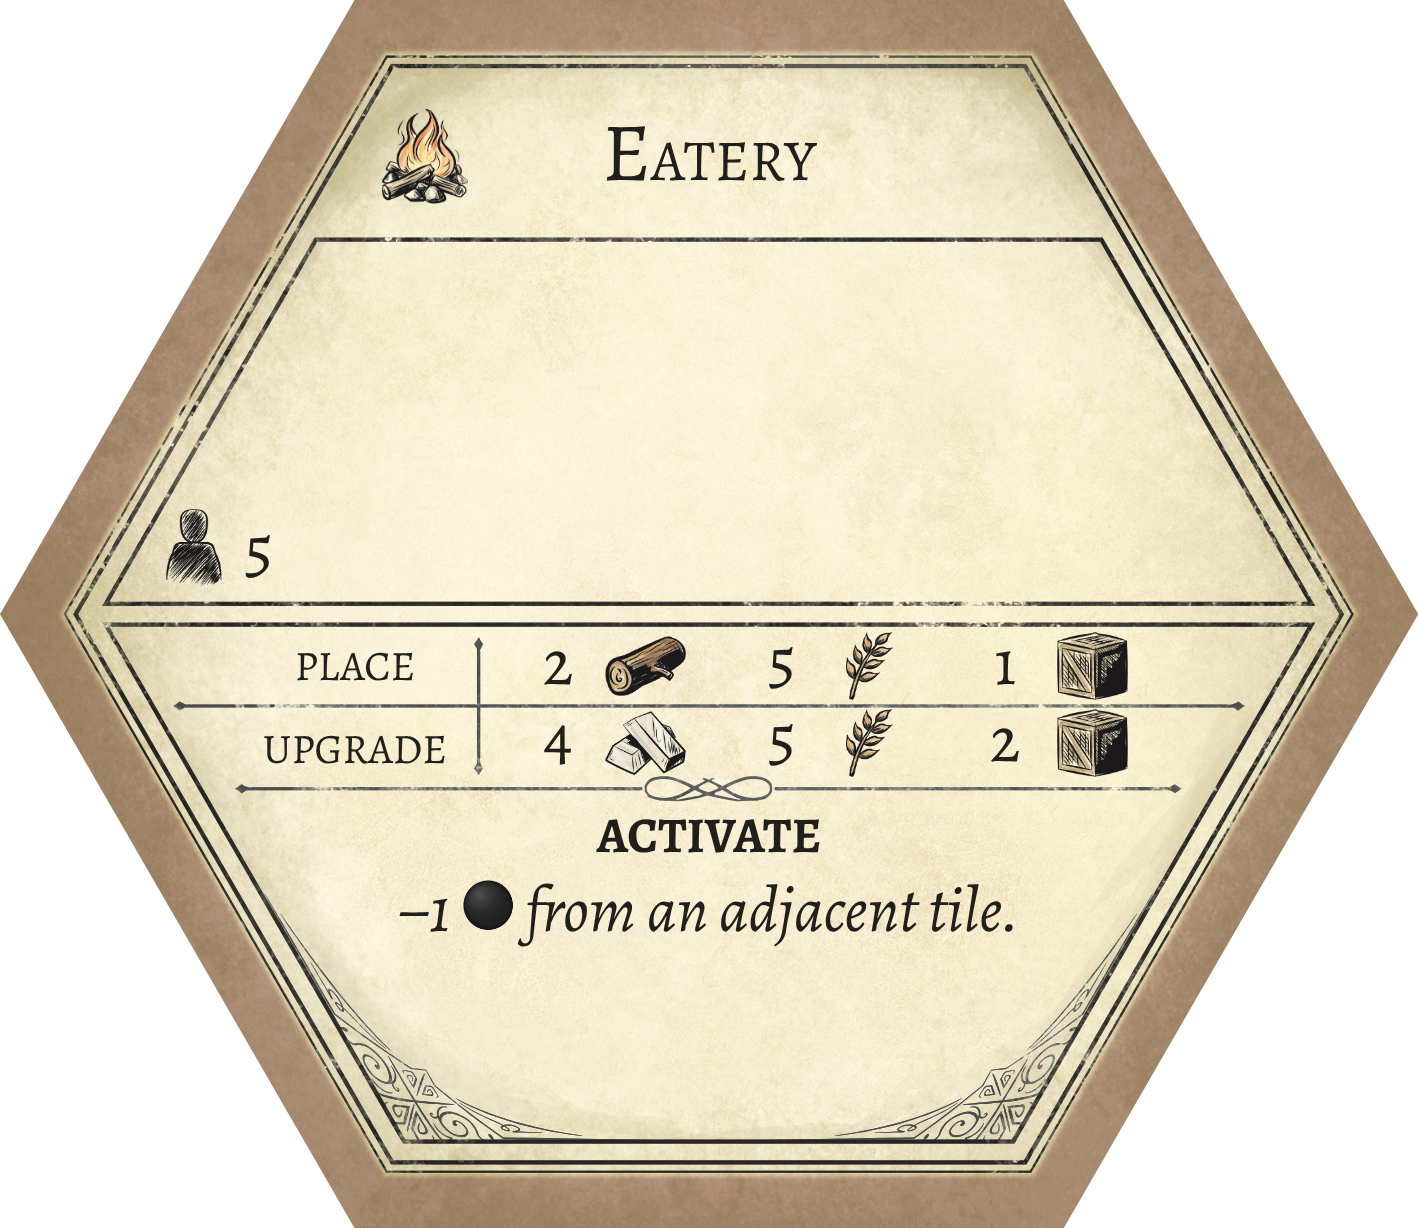 Eatery
5
PLACE 2 5 1
UPGRADE 4 5 2
ACTIVATE
–1 from an adjacent tile.